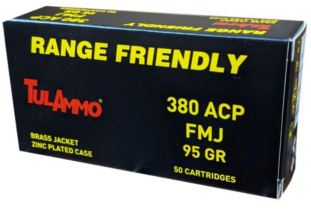 RANGE FRIENDLY
TULAMMO
380 ACP
FMJ
95 GR
BRASS JACKET
ZINC PLATED CASE
50 CARTRIDGES